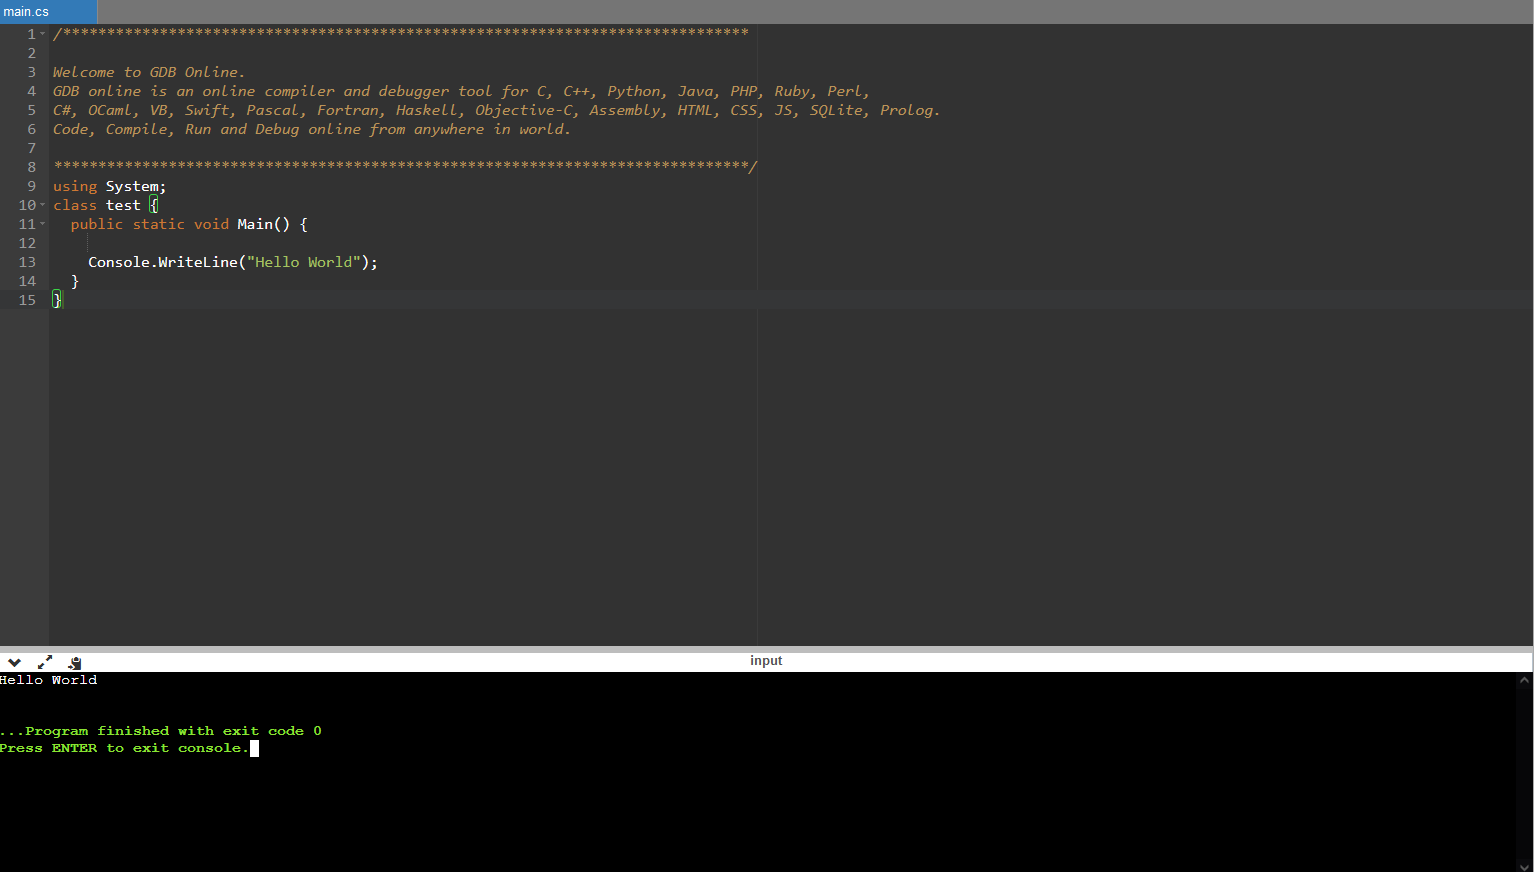 main.cs
1 /******************************************************************************
2
3 Welcome to GDB Online.
4 GDB online is an online compiler and debugger tool for C, C++, Python, Java, PHP, Ruby, Perl,
5 C#, OCaml, VB, Swift, Pascal, Fortran, Haskell, Objective-C, Assembly, HTML, CSS, JS, SQLite, Prolog.
6 Code, Compile, Run and Debug online from anywhere in world.
7
8 *******************************************************************************/
9 using System;
10 class test {
11 public static void Main() {
12
13 Console.WriteLine("Hello World");
14 }
15 }
input
Hello World
...Program finished with exit code 0
Press ENTER to exit console.